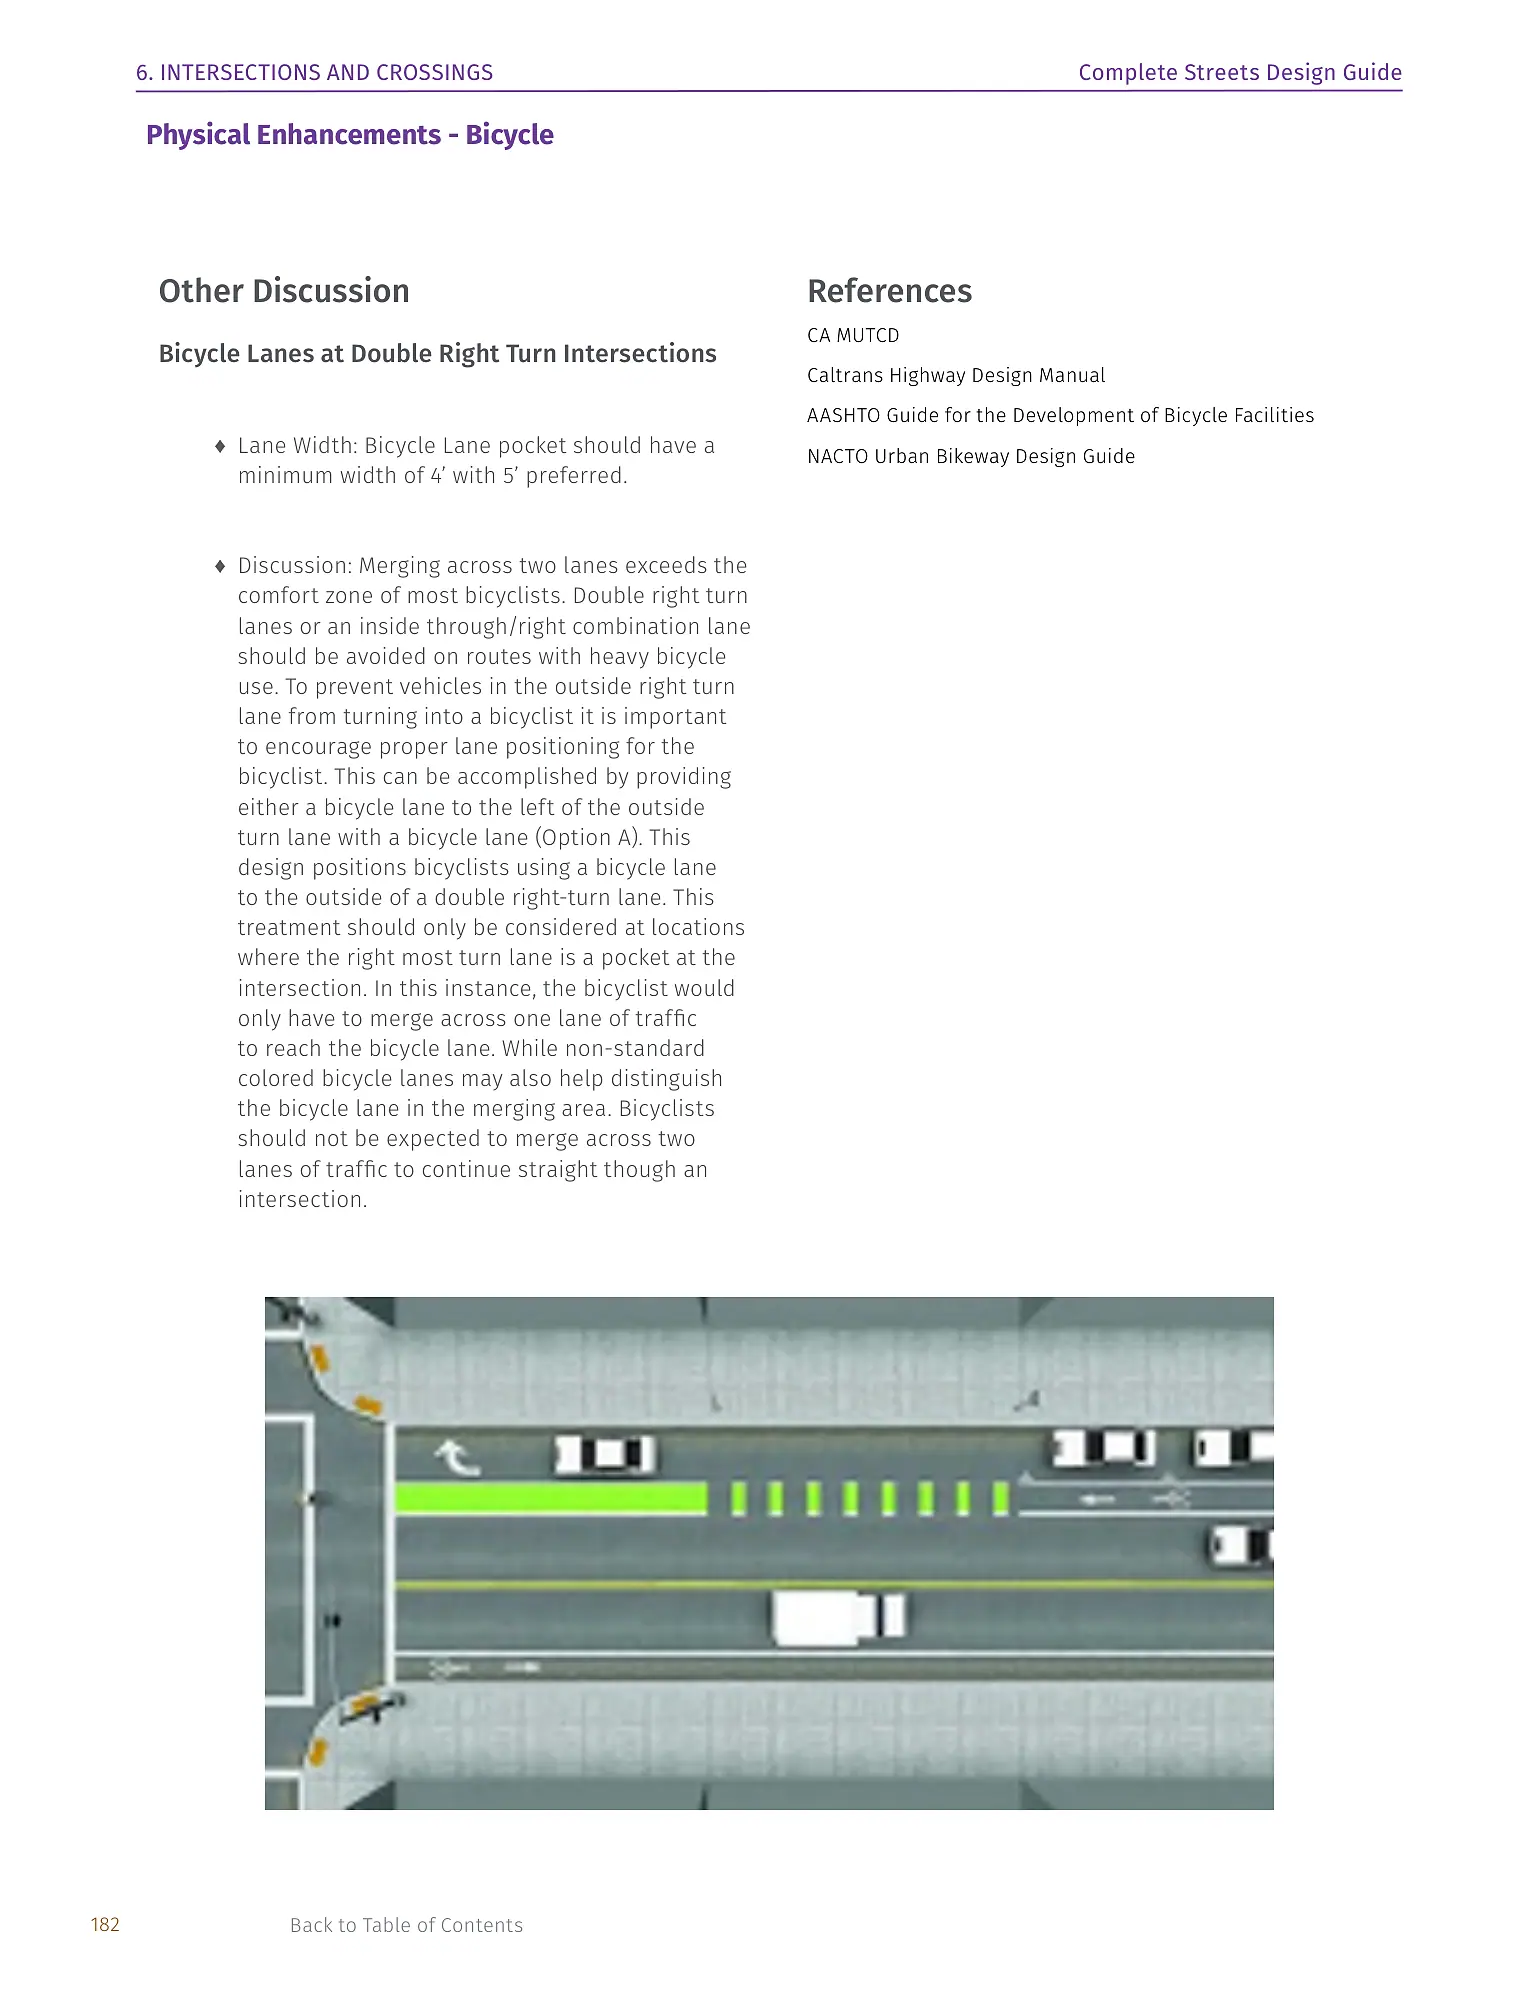 6. INTERSECTIONS AND CROSSINGS
Complete Streets Design Guide
Physical Enhancements - Bicycle
Other Discussion
Bicycle Lanes at Double Right Turn Intersections
♦ Lane Width: Bicycle Lane pocket should have a
minimum width of 4’ with 5’ preferred.
♦ Discussion: Merging across two lanes exceeds the
comfort zone of most bicyclists. Double right turn
lanes or an inside through/right combination lane
should be avoided on routes with heavy bicycle
use. To prevent vehicles in the outside right turn
lane from turning into a bicyclist it is important
to encourage proper lane positioning for the
bicyclist. This can be accomplished by providing
either a bicycle lane to the left of the outside
turn lane with a bicycle lane (Option A). This
design positions bicyclists using a bicycle lane
to the outside of a double right-turn lane. This
treatment should only be considered at locations
where the right most turn lane is a pocket at the
intersection. In this instance, the bicyclist would
only have to merge across one lane of traffic
to reach the bicycle lane. While non-standard
colored bicycle lanes may also help distinguish
the bicycle lane in the merging area. Bicyclists
should not be expected to merge across two
lanes of traffic to continue straight though an
intersection.
References
CA MUTCD
Caltrans Highway Design Manual
AASHTO Guide for the Development of Bicycle Facilities
NACTO Urban Bikeway Design Guide
182
Back to Table of Contents